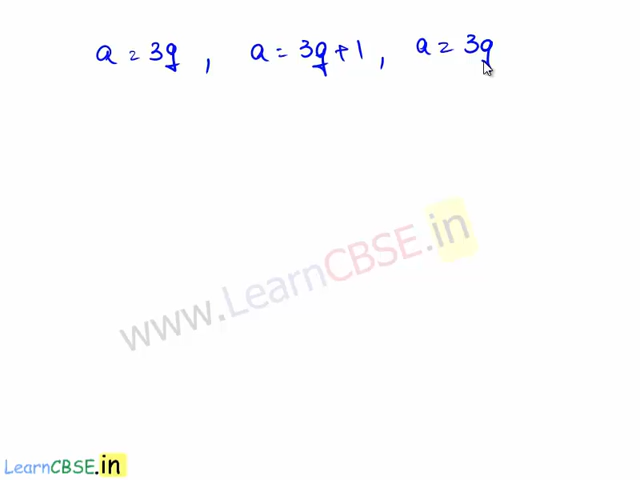 a = 3q , a = 3q + 1 , a = 3q
www.LearnCBSE.in
LearnCBSE.in